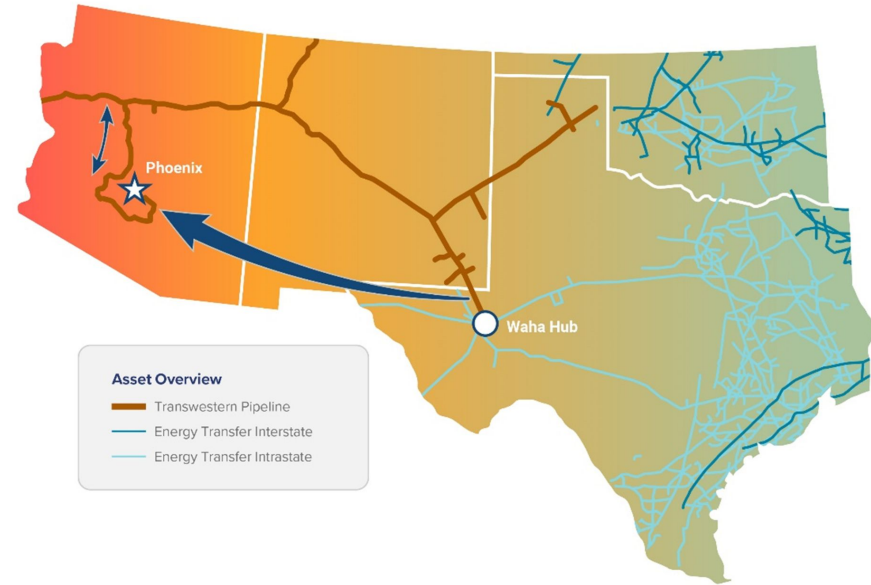 Phoenix
Waha Hub
Asset Overview
Transwestern Pipeline
Energy Transfer Interstate
Energy Transfer Intrastate